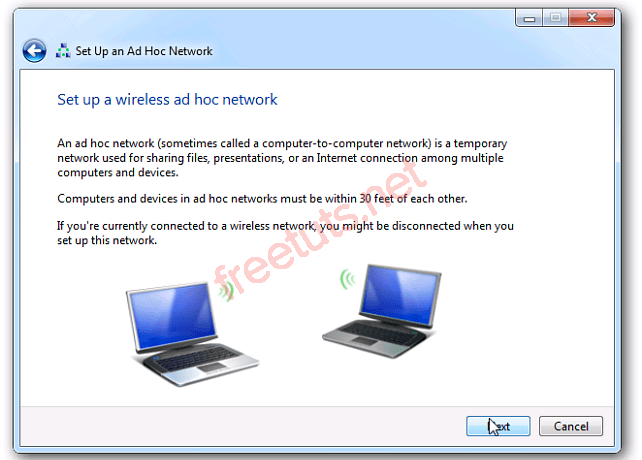 Set Up an Ad Hoc Network
Set up a wireless ad hoc network
An ad hoc network (sometimes called a computer-to-computer network) is a temporary
network used for sharing files, presentations, or an Internet connection among multiple
computers and devices.
Computers and devices in ad hoc networks must be within 30 feet of each other.
If you're currently connected to a wireless network, you might be disconnected when you
set up this network.
freetuts.net
Next
Cancel